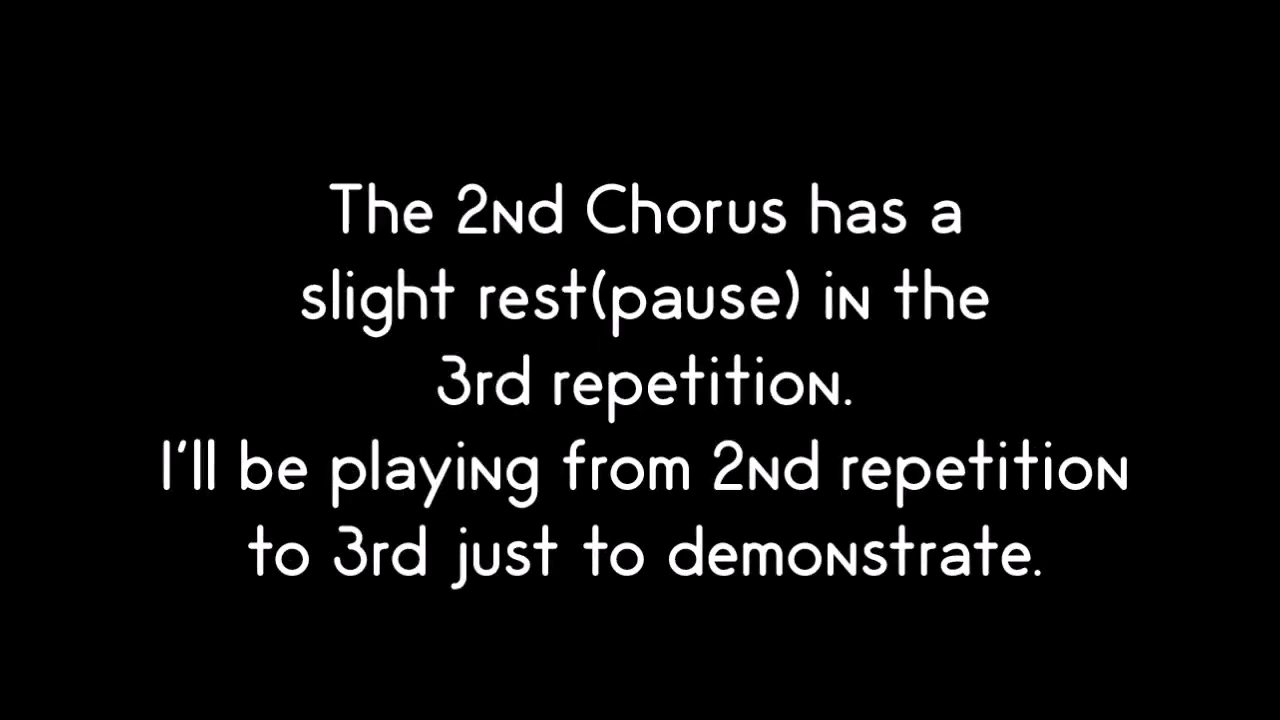 The 2nd Chorus has a
slight rest(pause) in the
3rd repetition.
I'll be playing from 2nd repetition
to 3rd just to demonstrate.